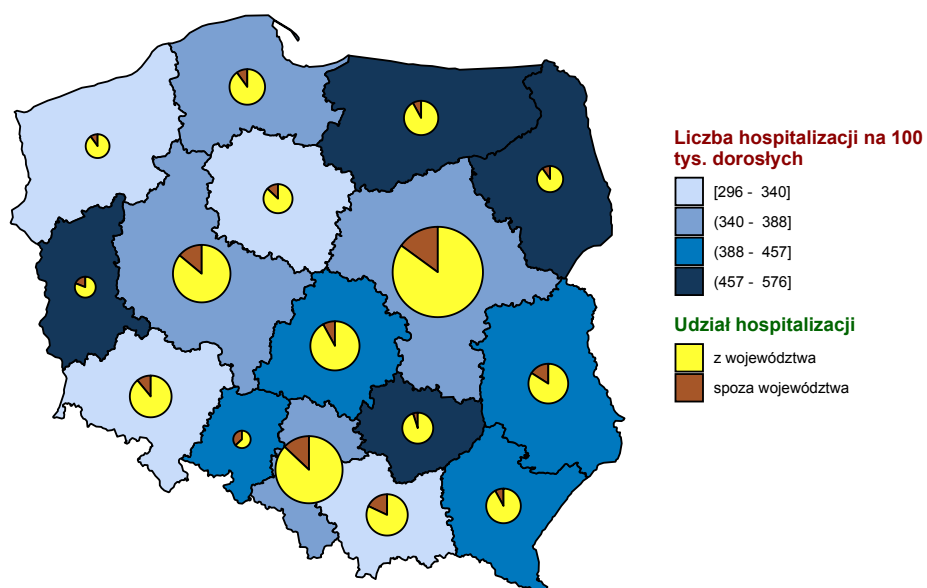 Liczba hospitalizacji na 100
tys. dorosłych
[296 - 340]
(340 - 388]
(388 - 457]
(457 - 576]
Udział hospitalizacji
z województwa
spoza województwa